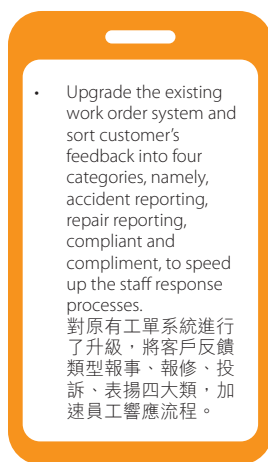 • Upgrade the existing
work order system and
sort customer’s
feedback into four
categories, namely,
accident reporting,
repair reporting,
compliant and
compliment, to speed
up the staff response
processes.
對原有工單系統進行
了升級，將客戶反饋
類型報事、報修、投
訴、表揚四大類，加
速員工響應流程。